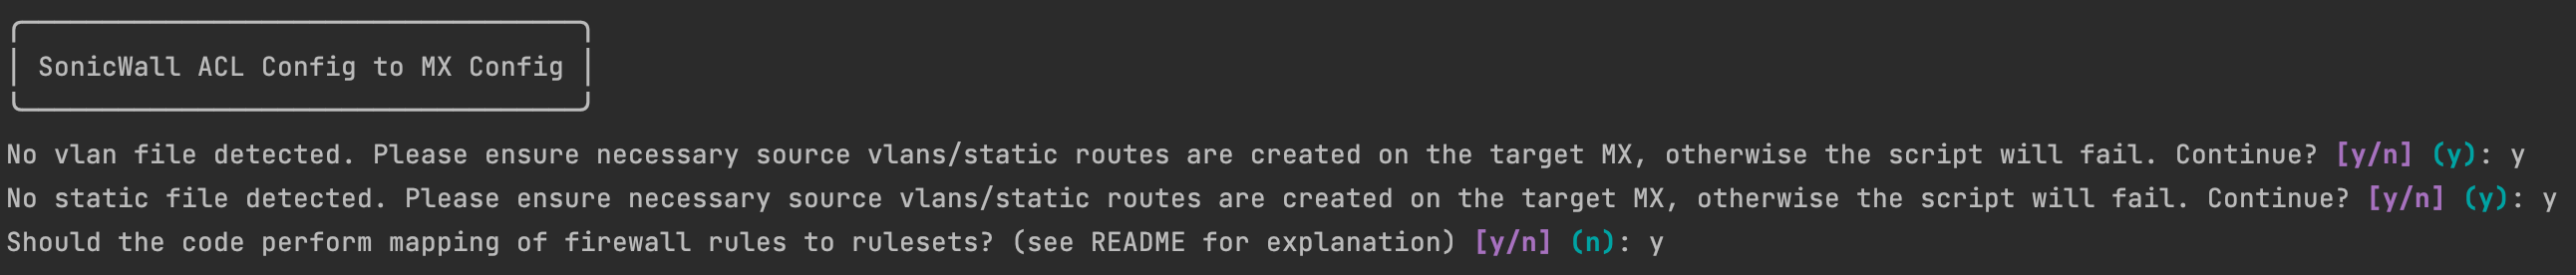 SonicWall ACL Config to MX Config
No vlan file detected. Please ensure necessary source vlans/static routes are created on the target MX, otherwise the script will fail. Continue? [y/n] (y): y
No static file detected. Please ensure necessary source vlans/static routes are created on the target MX, otherwise the script will fail. Continue? [y/n] (y): y
Should the code perform mapping of firewall rules to rulesets? (see README for explanation) [y/n] (n): y